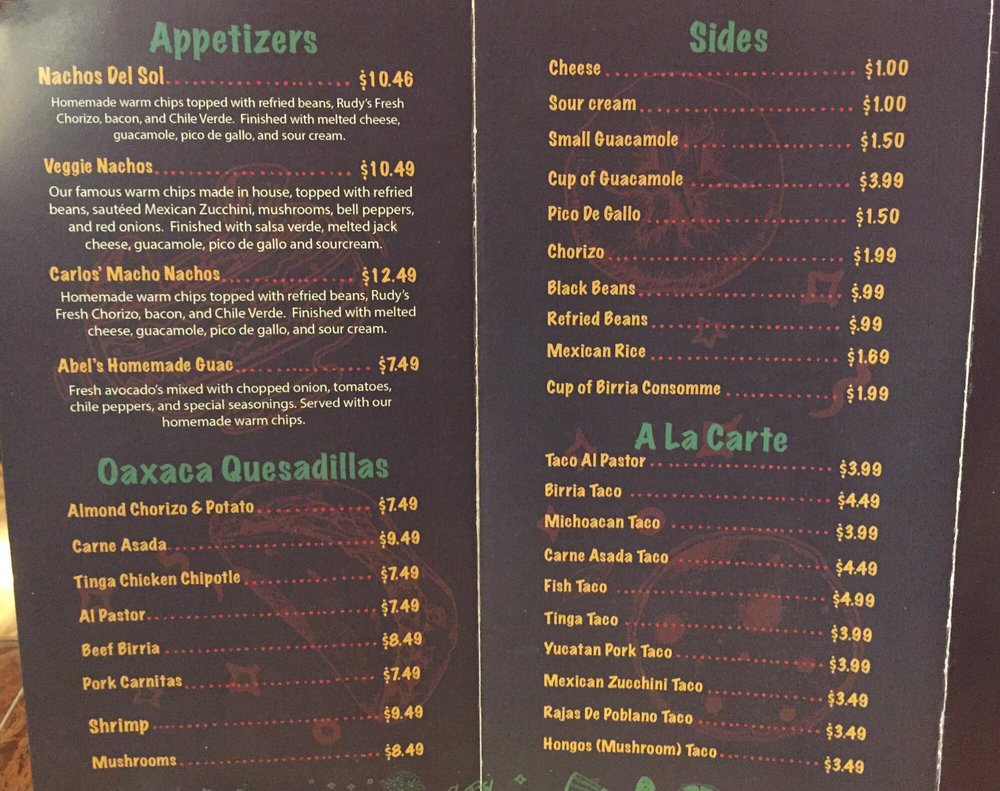 Appetizers
Nachos Del Sol $10.46
Homemade warm chips topped with refried beans, Rudy's Fresh
Chorizo, bacon, and Chile Verde. Finished with melted cheese,
guacamole, pico de gallo, and sour cream.
Veggie Nachos $10.49
Our famous warm chips made in house, topped with refried
beans, sautéed Mexican Zucchini, mushrooms, bell peppers,
and red onions. Finished with salsa verde, melted jack
cheese, guacamole, pico de gallo and sourcream.
Carlos' Macho Nachos $12.49
Homemade warm chips topped with refried beans, Rudy's
Fresh Chorizo, bacon, and Chile Verde. Finished with melted
cheese, guacamole, pico de gallo, and sour cream.
Abel's Homemade Guac $7.49
Fresh avocado's mixed with chopped onion, tomatoes,
chile peppers, and special seasonings. Served with our
homemade warm chips.
Oaxaca Quesadillas
Almond Chorizo & Potato $7.49
Carne Asada $9.49
Tinga Chicken Chipotle $7.49
Al Pastor $7.49
Beef Birria $8.49
Pork Carnitas $7.49
Shrimp $9.49
Mushrooms $8.49
Sides
Cheese $1.00
Sour cream $1.00
Small Guacamole $1.50
Cup of Guacamole $3.99
Pico De Gallo $1.50
Chorizo $1.99
Black Beans $.99
Refried Beans $.99
Mexican Rice $1.69
Cup of Birria Consomme $1.99
A La Carte
Taco Al Pastor $3.99
Birria Taco $4.49
Michoacan Taco $3.99
Carne Asada Taco $4.49
Fish Taco $4.99
Tinga Taco $3.99
Yucatan Pork Taco $3.99
Mexican Zucchini Taco $3.49
Rajas De Poblano Taco $3.49
Hongos (Mushroom) Taco $3.49